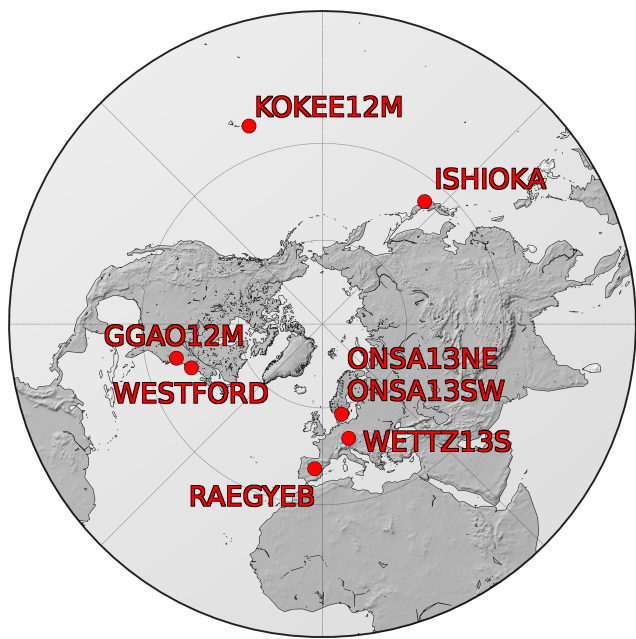 KOKEE12M
ISHIOKA
GGAO12M
WESTFORD
ONSA13NE
ONSA13SW
WETTZ13S
RAEGYEB